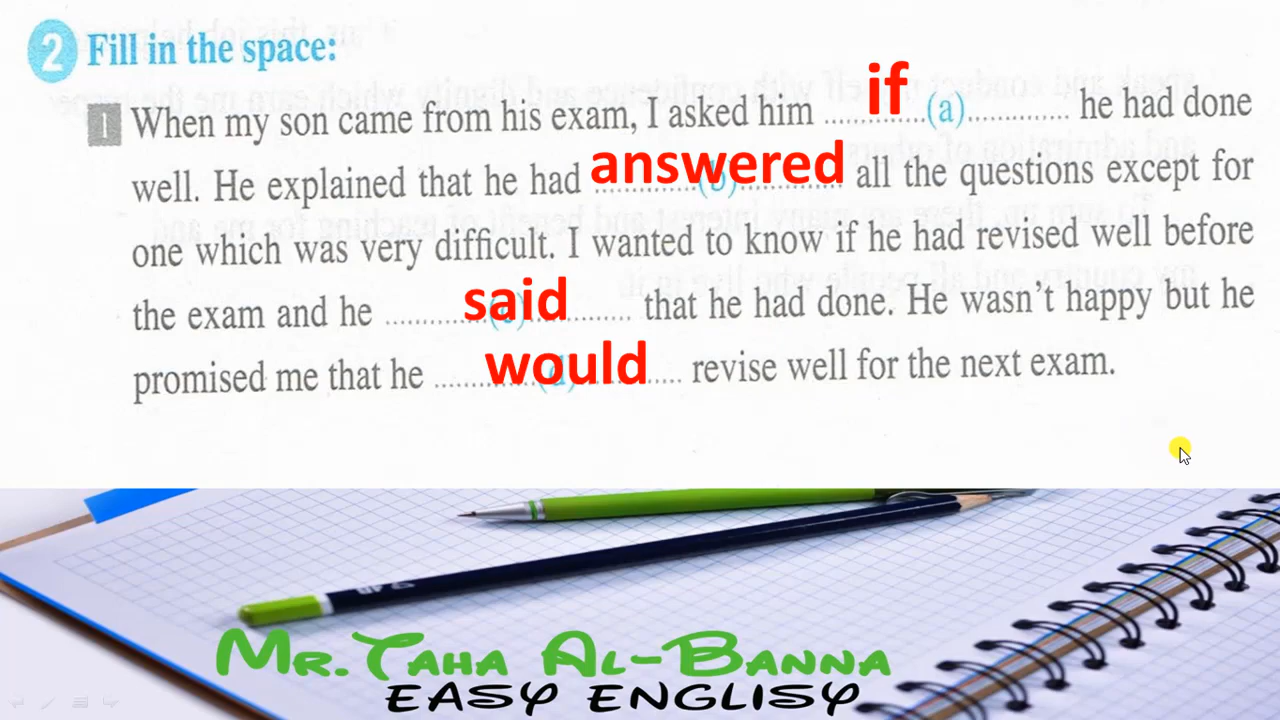 2 Fill in the space:
1 When my son came from his exam, I asked him .......if.......(a)............... he had done
well. He explained that he had answered (b) all the questions except for
one which was very difficult. I wanted to know if he had revised well before
the exam and he ............said............ that he had done. He wasn't happy but he
promised me that he ............would (d)............ revise well for the next exam.
MR.TAHA AL-BANNA
EASY ENGLISY